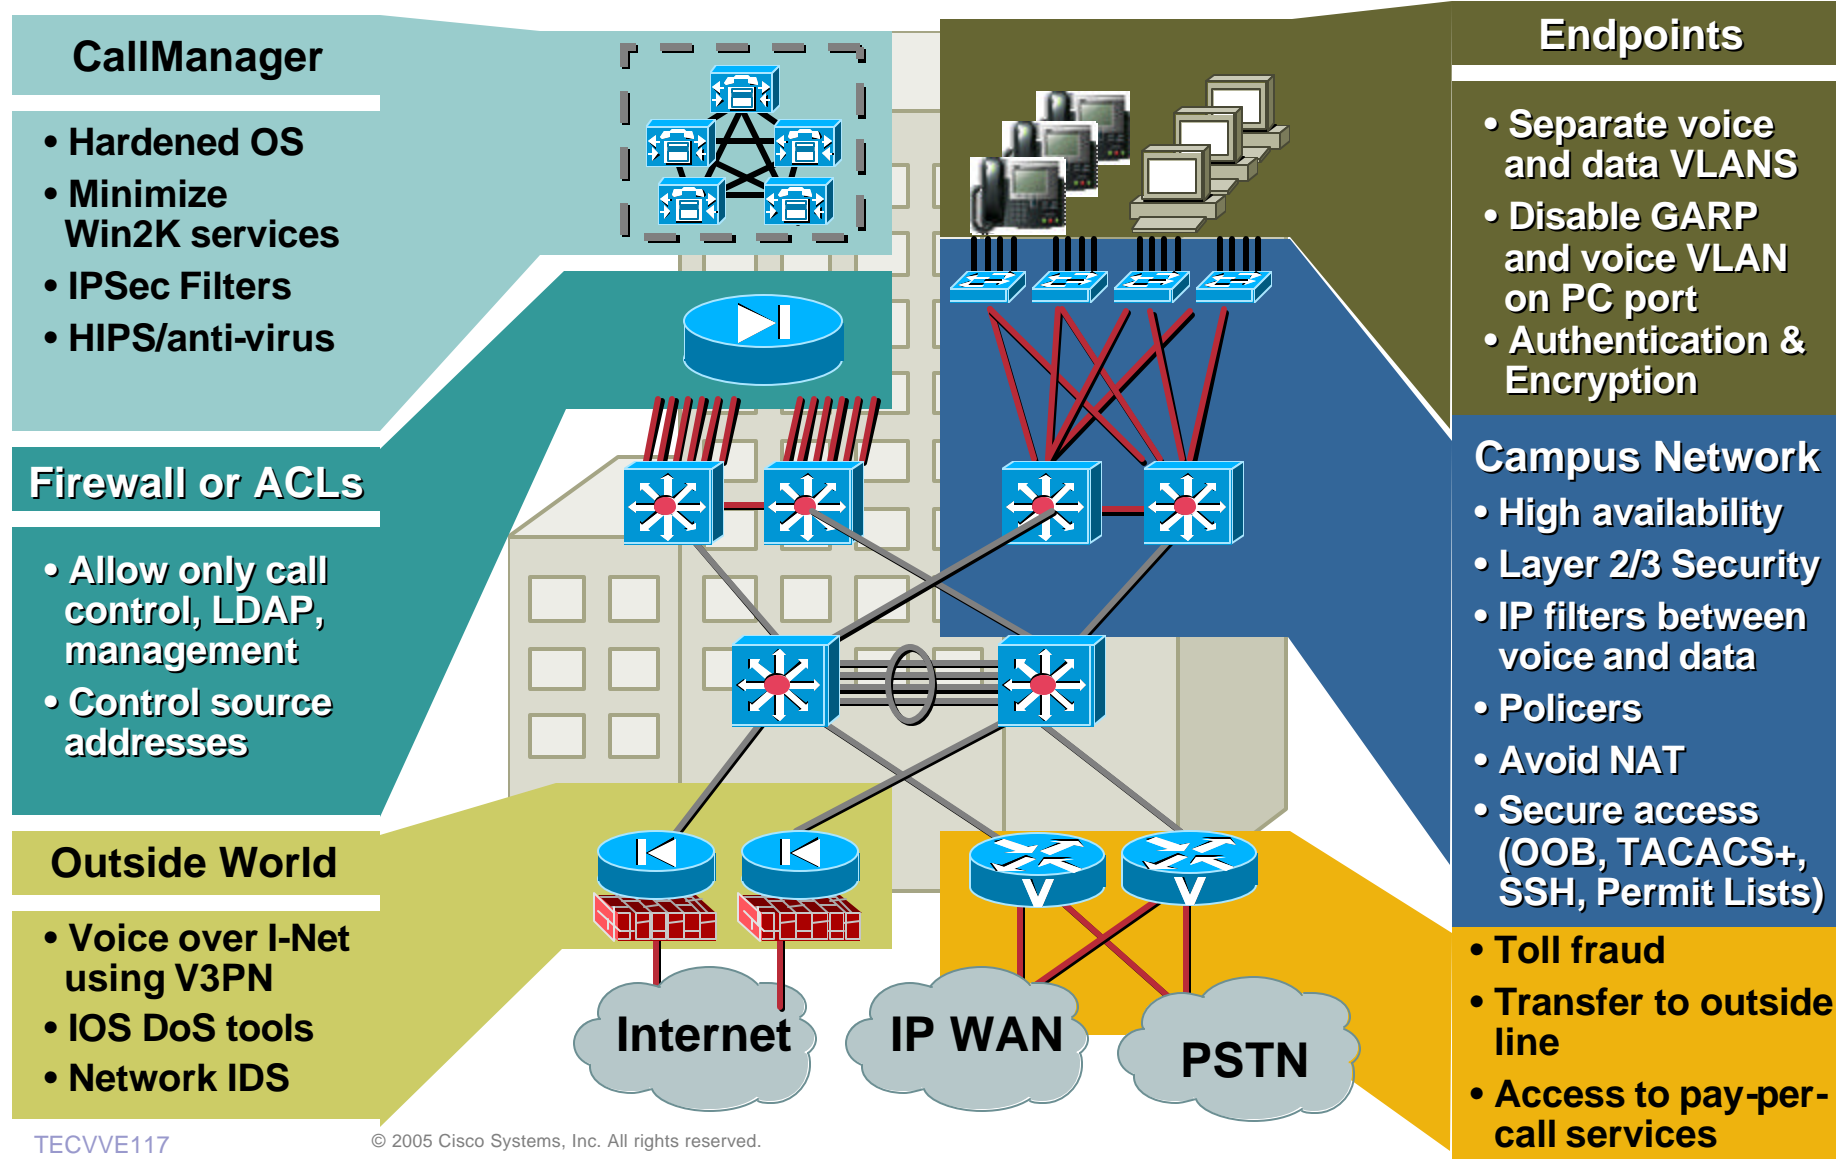 CallManager
• Hardened OS
• Minimize
Win2K services
• IPSec Filters
• HIPS/anti-virus
Firewall or ACLs
• Allow only call
control, LDAP,
management
• Control source
addresses
Outside World
• Voice over I-Net
using V3PN
• IOS DoS tools
• Network IDS
V
V
Internet
IP WAN
PSTN
Endpoints
• Separate voice
and data VLANS
• Disable GARP
and voice VLAN
on PC port
• Authentication &
Encryption
Campus Network
• High availability
• Layer 2/3 Security
• IP filters between
voice and data
• Policers
• Avoid NAT
• Secure access
(OOB, TACACS+,
SSH, Permit Lists)
• Toll fraud
• Transfer to outside
line
• Access to pay-per-
call services
TECVVE117
© 2005 Cisco Systems, Inc. All rights reserved.